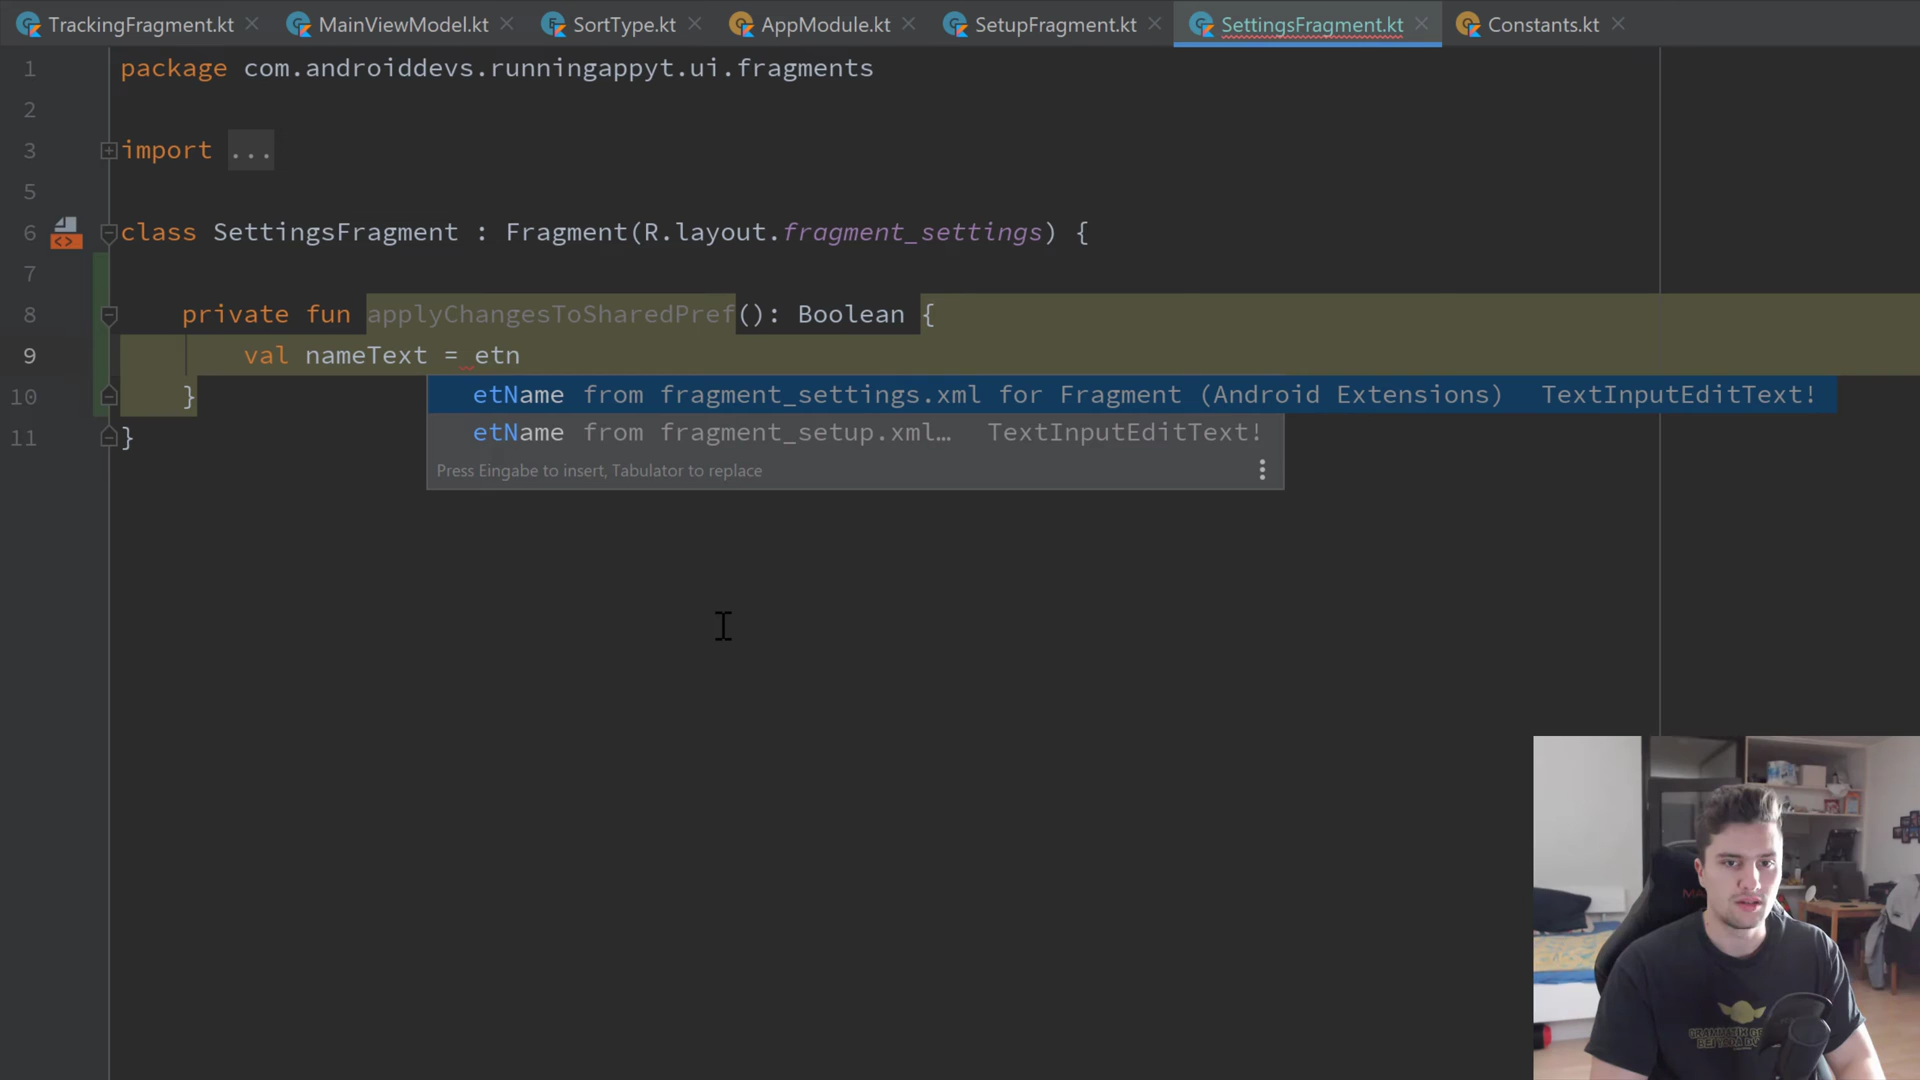 TrackingFragment.kt MainViewModel.kt SortType.kt AppModule.kt SetupFragment.kt SettingsFragment.kt Constants.kt
1 package com.androiddevs.runningappyt.ui.fragments
2
3 import ...
5
6 class SettingsFragment : Fragment(R.layout.fragment_settings) {
7
8 private fun applyChangesToSharedPref(): Boolean {
9 val nameText = etn
etName from fragment_settings.xml for Fragment (Android Extensions) TextInputEditText!
10 }
etName from fragment_setup.xml… TextInputEditText!
11 }
Press Eingabe to insert, Tabulator to replace